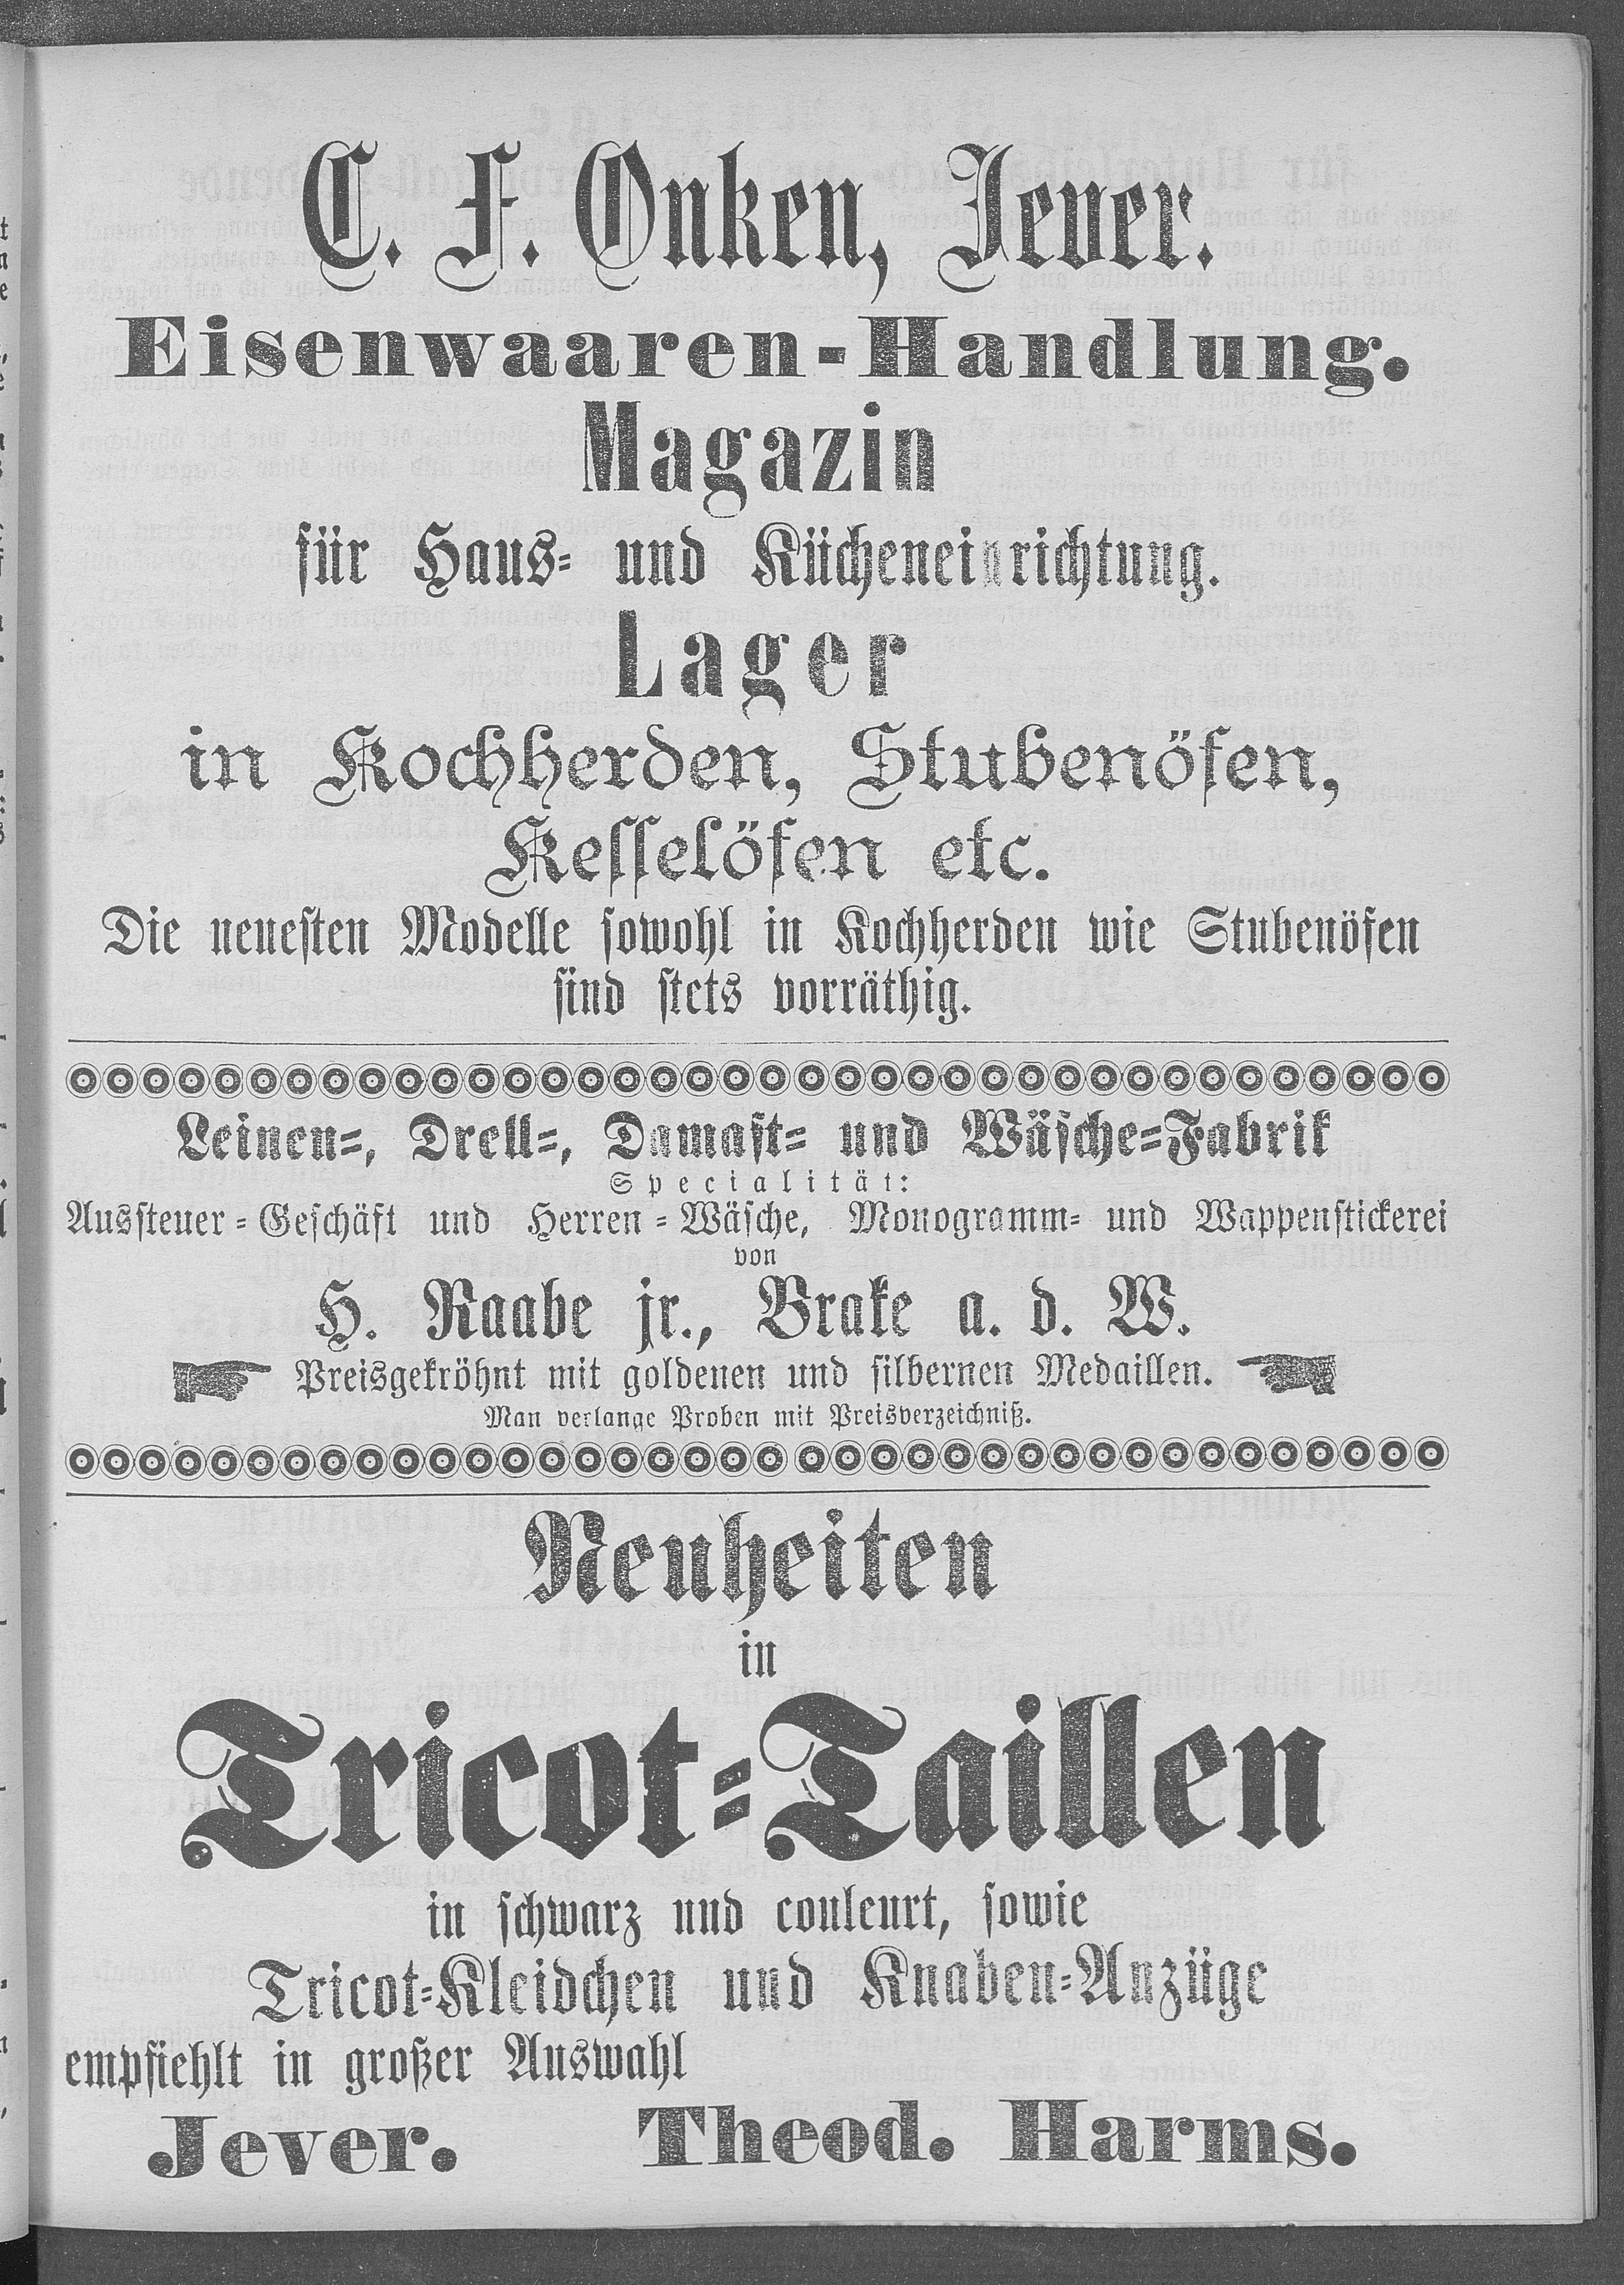 C. F. Onken, Jever.
Eisenwaaren-Handlung.
Magazin
für Haus- und Kücheneinrichtung.
Lager
in Kochherden, Stubenöfen,
Kesselöfen etc.
Die neuesten Modelle sowohl in Kochherden wie Stubenöfen
sind stets vorräthig.
Leinen-, Drell-, Damast- und Wäsche-Fabrik
Specialität:
Aussteuer-Geschäft und Herren-Wäsche, Monogramm- und Wappenstickerei
von
H. Raabe jr., Brake a. d. W.
Preisgekröhnt mit goldenen und silbernen Medaillen.
Man verlange Proben mit Preisverzeichniß.
Neuheiten
in
Tricot-Taillen
in schwarz und couleurt, sowie
Tricot-Kleidchen und Knaben-Anzüge
empfiehlt in großer Auswahl
Jever. Theod. Harms.